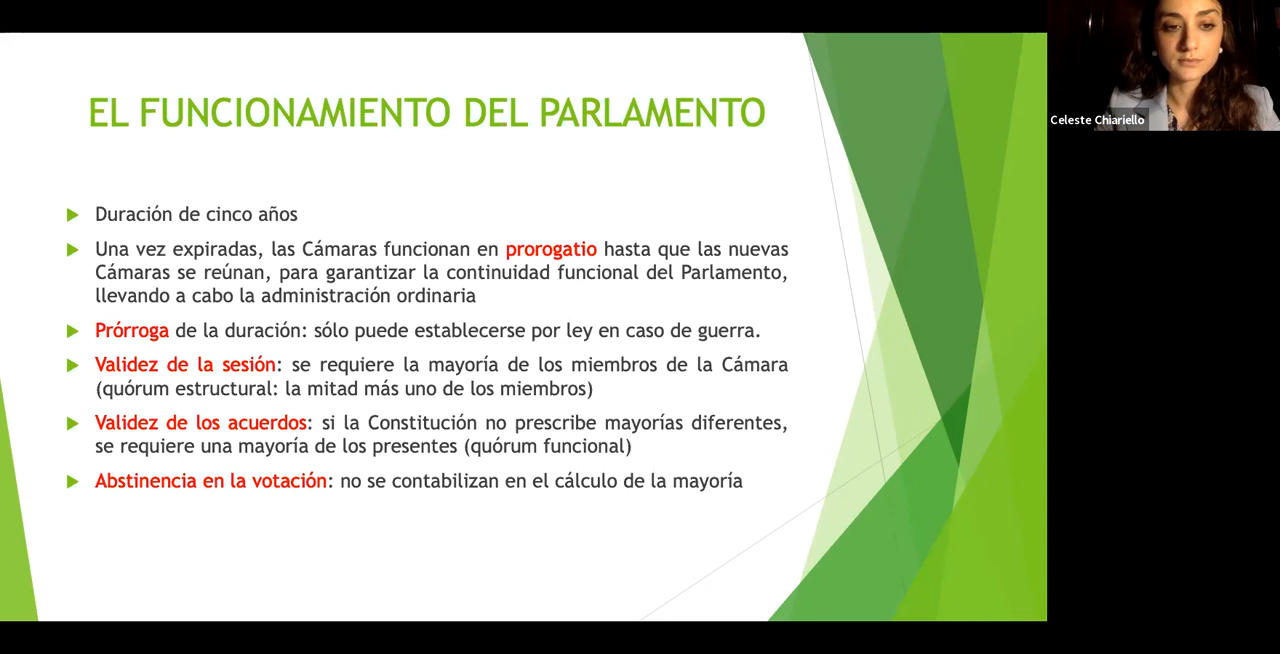 EL FUNCIONAMIENTO DEL PARLAMENTO
Duración de cinco años
Una vez expiradas, las Cámaras funcionan en prorogatio hasta que las nuevas
Cámaras se reúnan, para garantizar la continuidad funcional del Parlamento,
llevando a cabo la administración ordinaria
Prórroga de la duración: sólo puede establecerse por ley en caso de guerra.
Validez de la sesión: se requiere la mayoría de los miembros de la Cámara
(quórum estructural: la mitad más uno de los miembros)
Validez de los acuerdos: si la Constitución no prescribe mayorías diferentes,
se requiere una mayoría de los presentes (quórum funcional)
Abstinencia en la votación: no se contabilizan en el cálculo de la mayoría
Celeste Chiariello